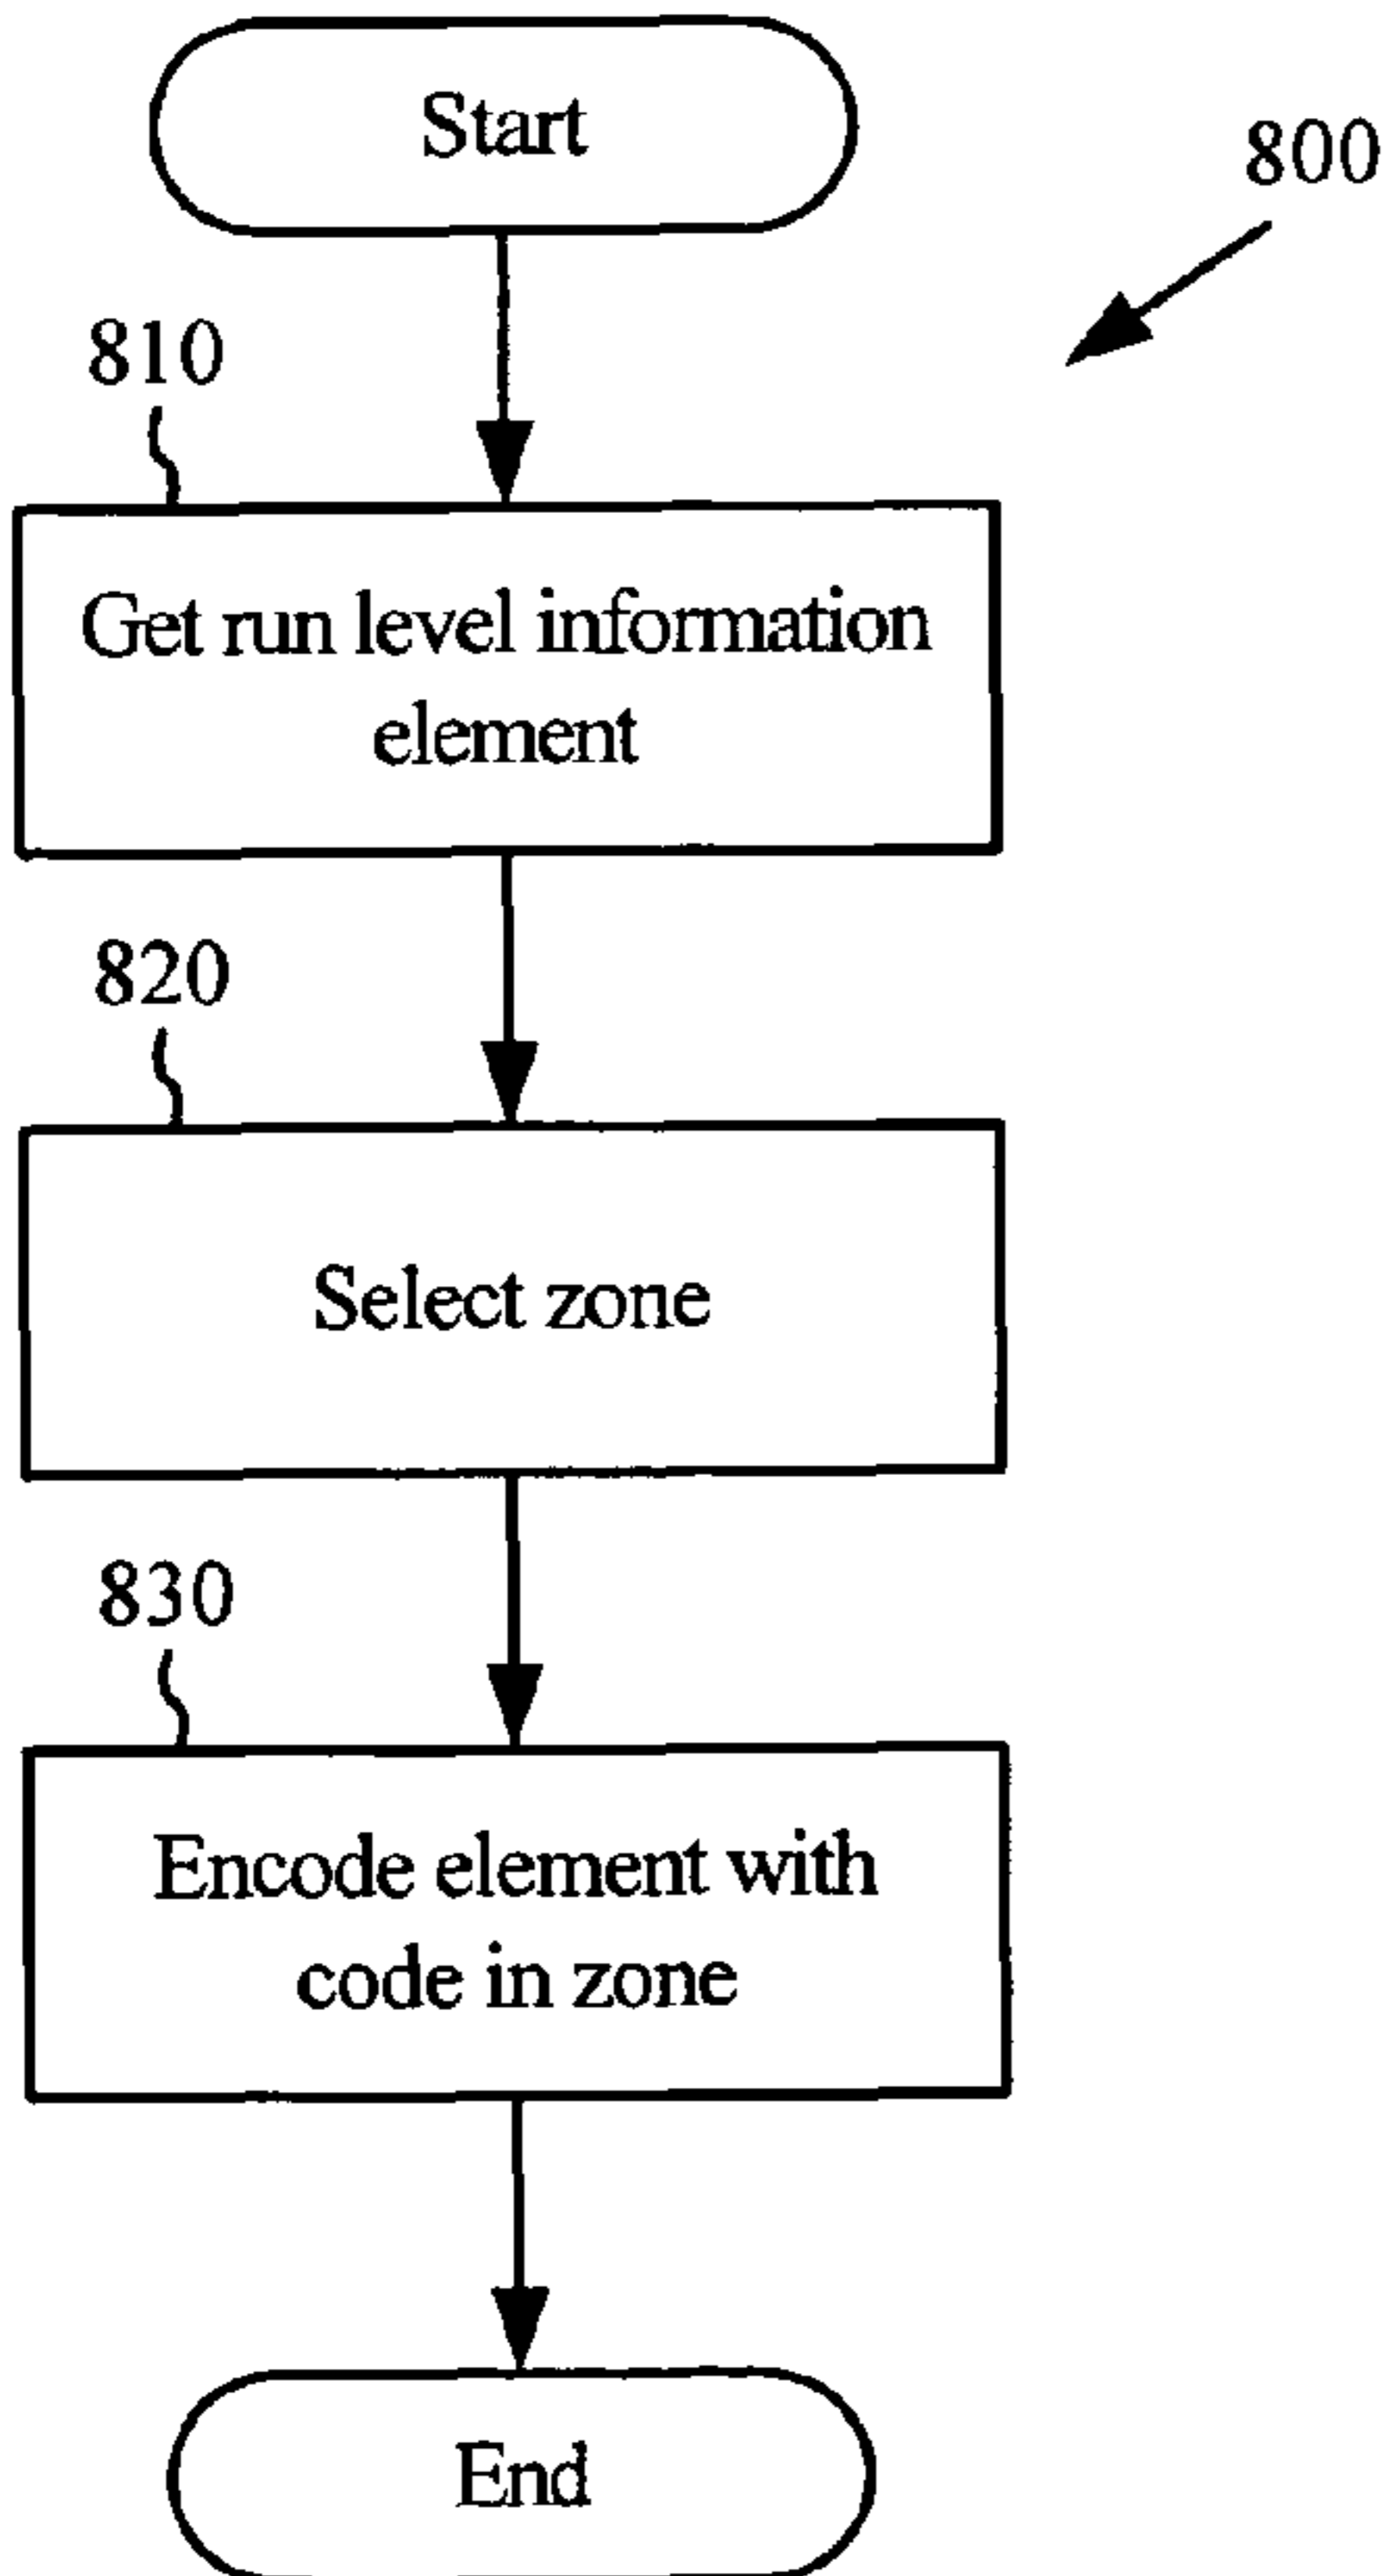 Start
800
810
Get run level information
element
820
Select zone
830
Encode element with
code in zone
End